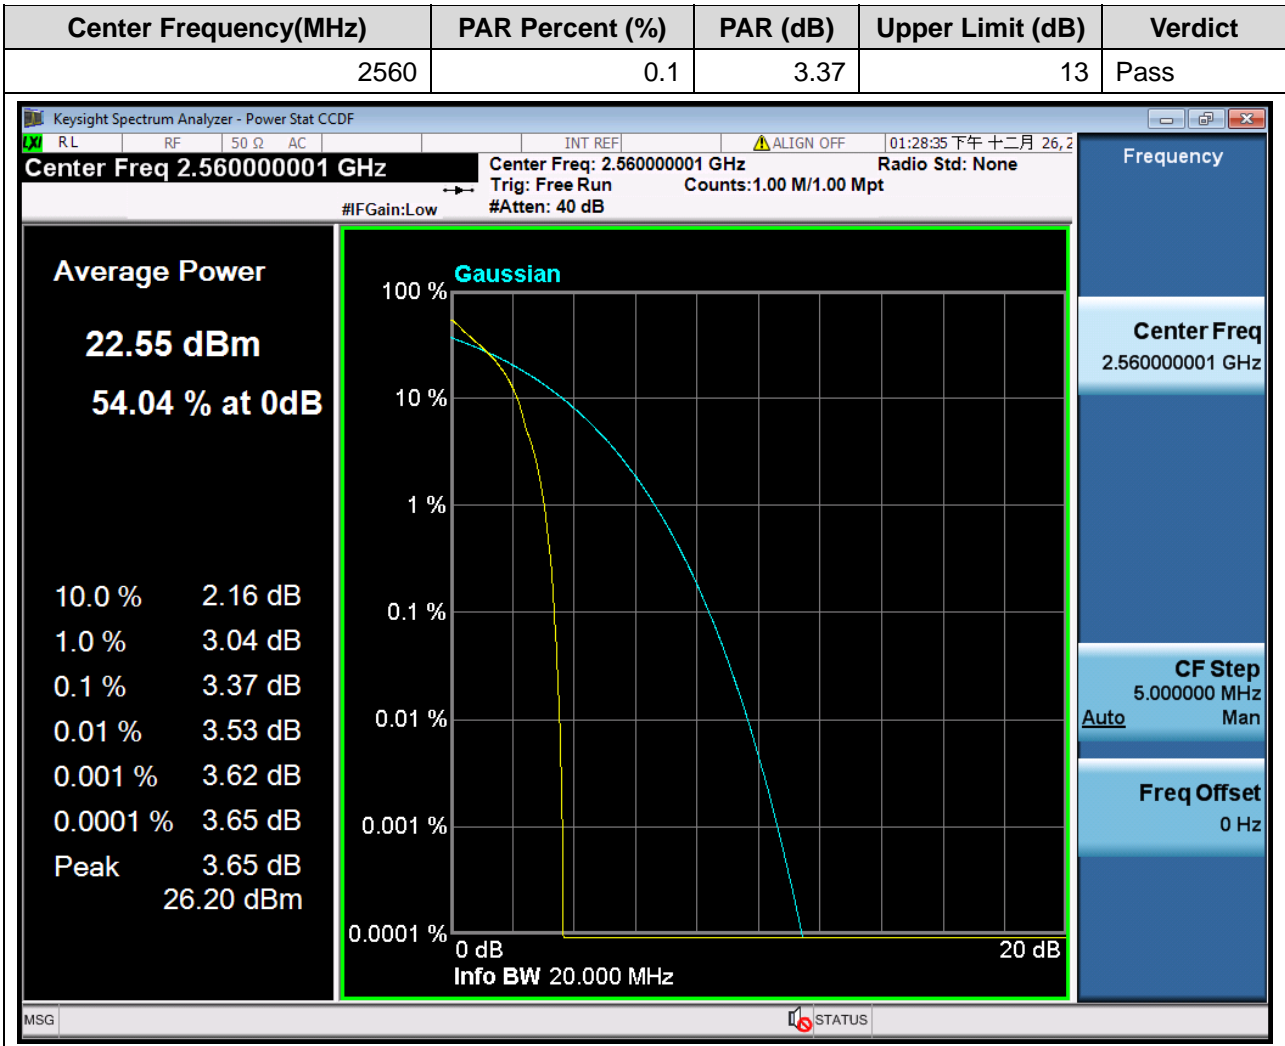 Center Frequency(MHz) PAR Percent (%) PAR (dB) Upper Limit (dB) Verdict
2560 0.1 3.37 13 Pass
Keysight Spectrum Analyzer - Power Stat CCDF
LXI RL RF 50 Ω AC INT REF ALIGN OFF 01:28:35 下午 十二月 26, 2
Center Freq 2.560000001 GHz
Center Freq: 2.560000001 GHz Radio Std: None
Trig: Free Run Counts:1.00 M/1.00 Mpt
#IFGain:Low #Atten: 40 dB
Average Power
22.55 dBm
54.04 % at 0dB
10.0 % 2.16 dB
1.0 % 3.04 dB
0.1 % 3.37 dB
0.01 % 3.53 dB
0.001 % 3.62 dB
0.0001 % 3.65 dB
Peak 3.65 dB
26.20 dBm
Gaussian
100 %
10 %
1 %
0.1 %
0.01 %
0.001 %
0.0001 %
0 dB 20 dB
Info BW 20.000 MHz
Frequency
Center Freq
2.560000001 GHz
CF Step
5.000000 MHz
Auto Man
Freq Offset
0 Hz
MSG STATUS